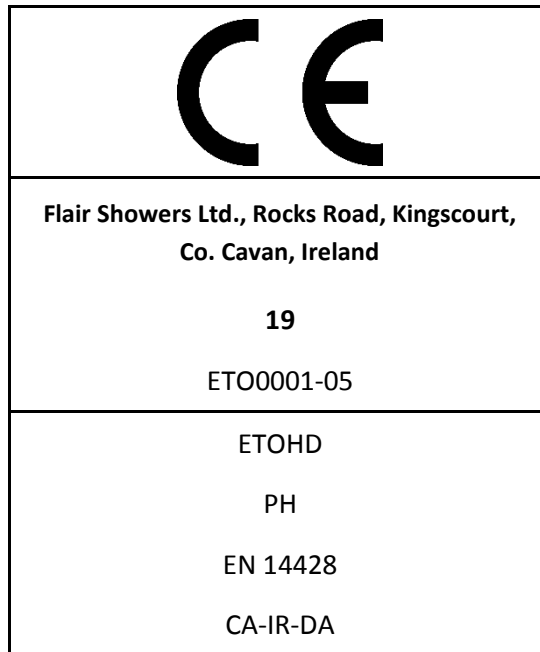 CE
Flair Showers Ltd., Rocks Road, Kingscourt,
Co. Cavan, Ireland
19
ETO0001-05
ETOHD
PH
EN 14428
CA-IR-DA